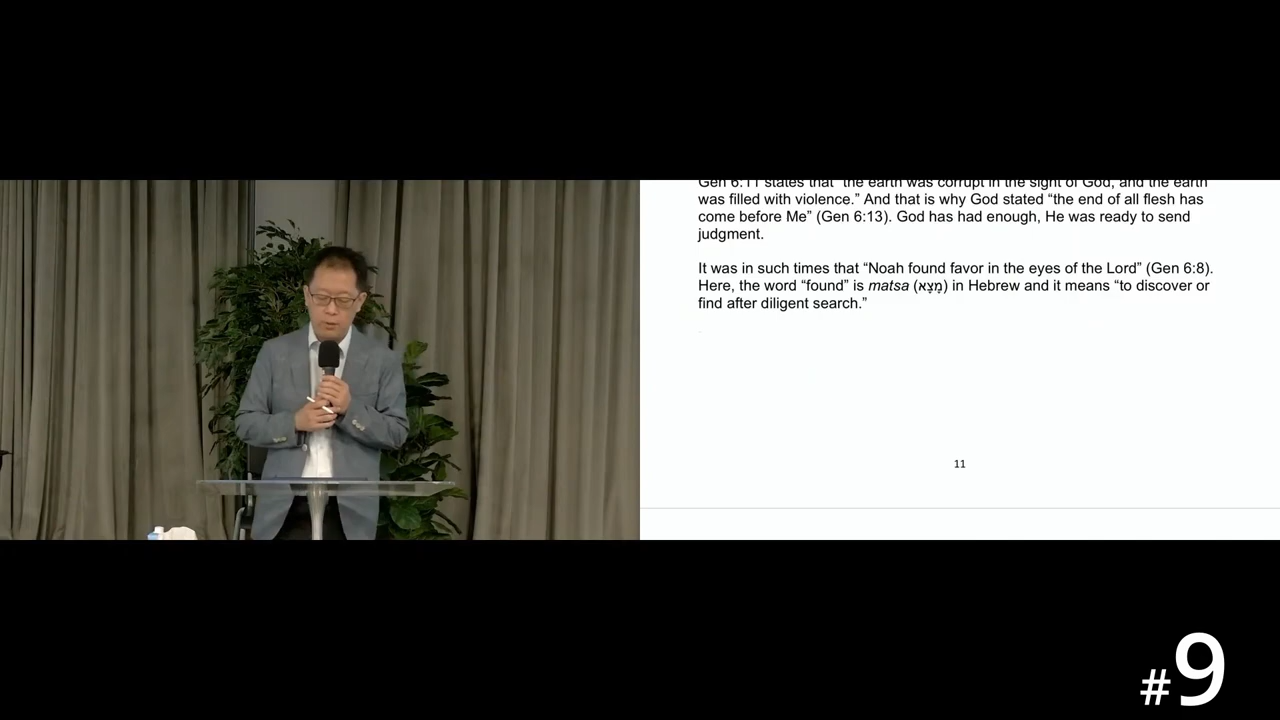 Gen 6:11 states that “the earth was corrupt in the sight of God, and the earth
was filled with violence.” And that is why God stated “the end of all flesh has
come before Me” (Gen 6:13). God has had enough, He was ready to send
judgment.
It was in such times that “Noah found favor in the eyes of the Lord” (Gen 6:8).
Here, the word “found” is matsa (מָצָא) in Hebrew and it means “to discover or
find after diligent search.”
11
#9